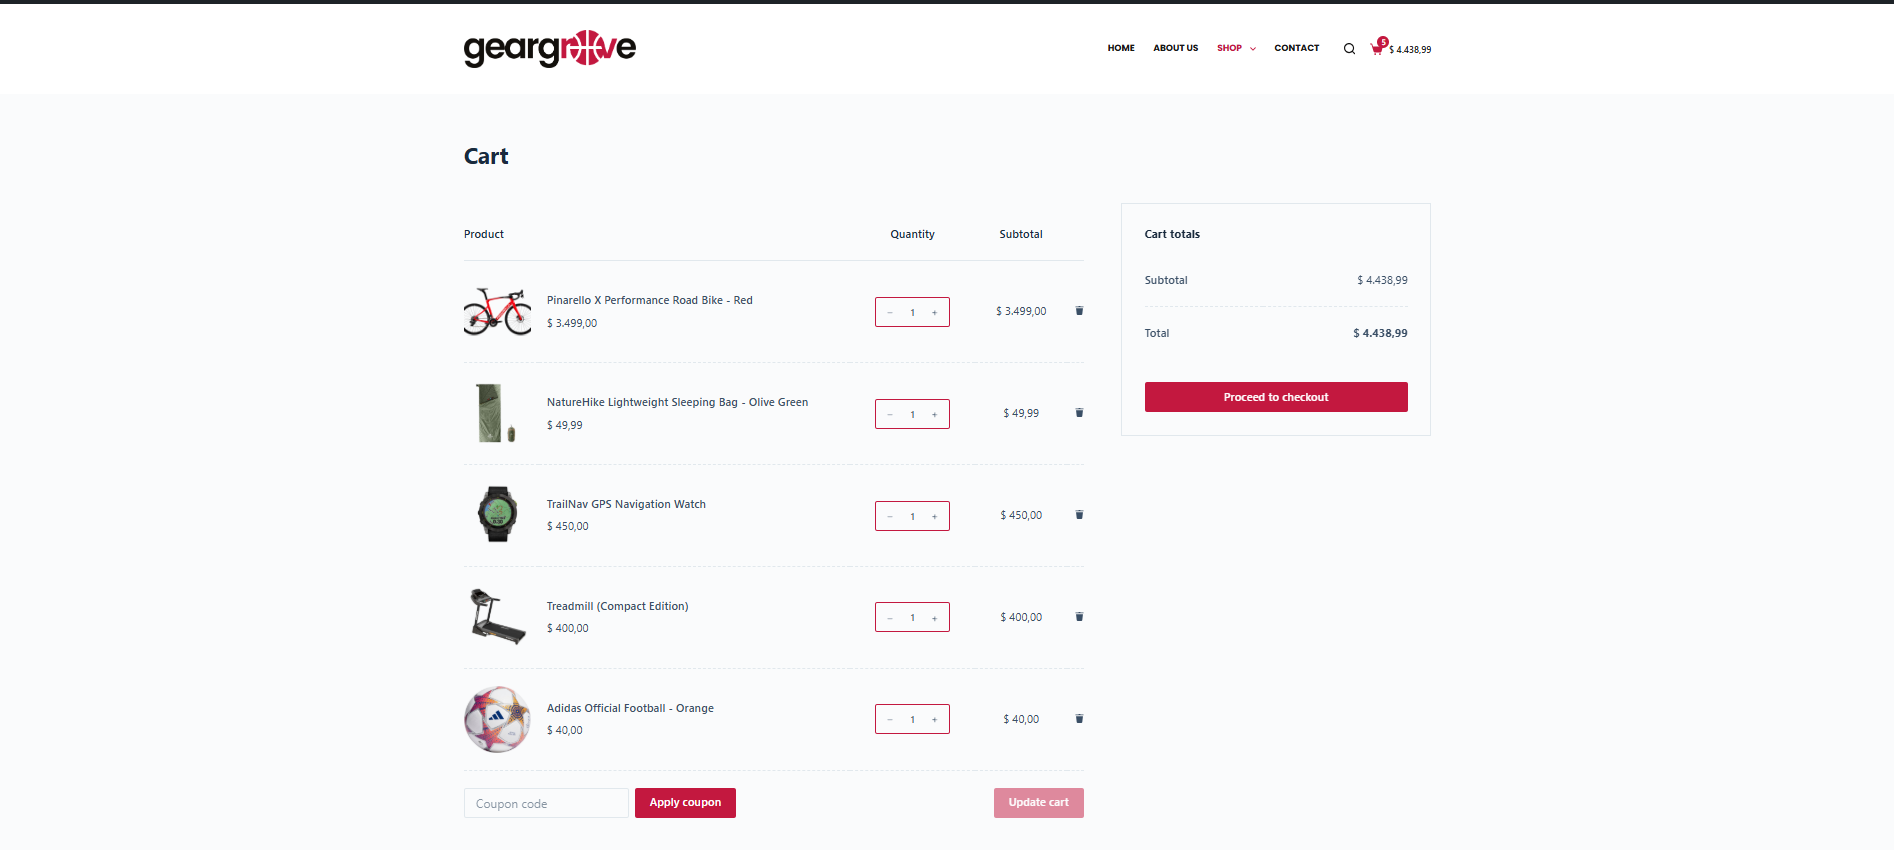 geargroove
HOME ABOUT US SHOP CONTACT 5 $ 4.438,99
Cart
Product Quantity Subtotal
Pinarello X Performance Road Bike - Red
$ 3.499,00
− 1 + $ 3.499,00
NatureHike Lightweight Sleeping Bag - Olive Green
$ 49,99
− 1 + $ 49,99
TrailNav GPS Navigation Watch
$ 450,00
− 1 + $ 450,00
Treadmill (Compact Edition)
$ 400,00
− 1 + $ 400,00
Adidas Official Football - Orange
$ 40,00
− 1 + $ 40,00
Coupon code Apply coupon Update cart
Cart totals
Subtotal $ 4.438,99
Total $ 4.438,99
Proceed to checkout